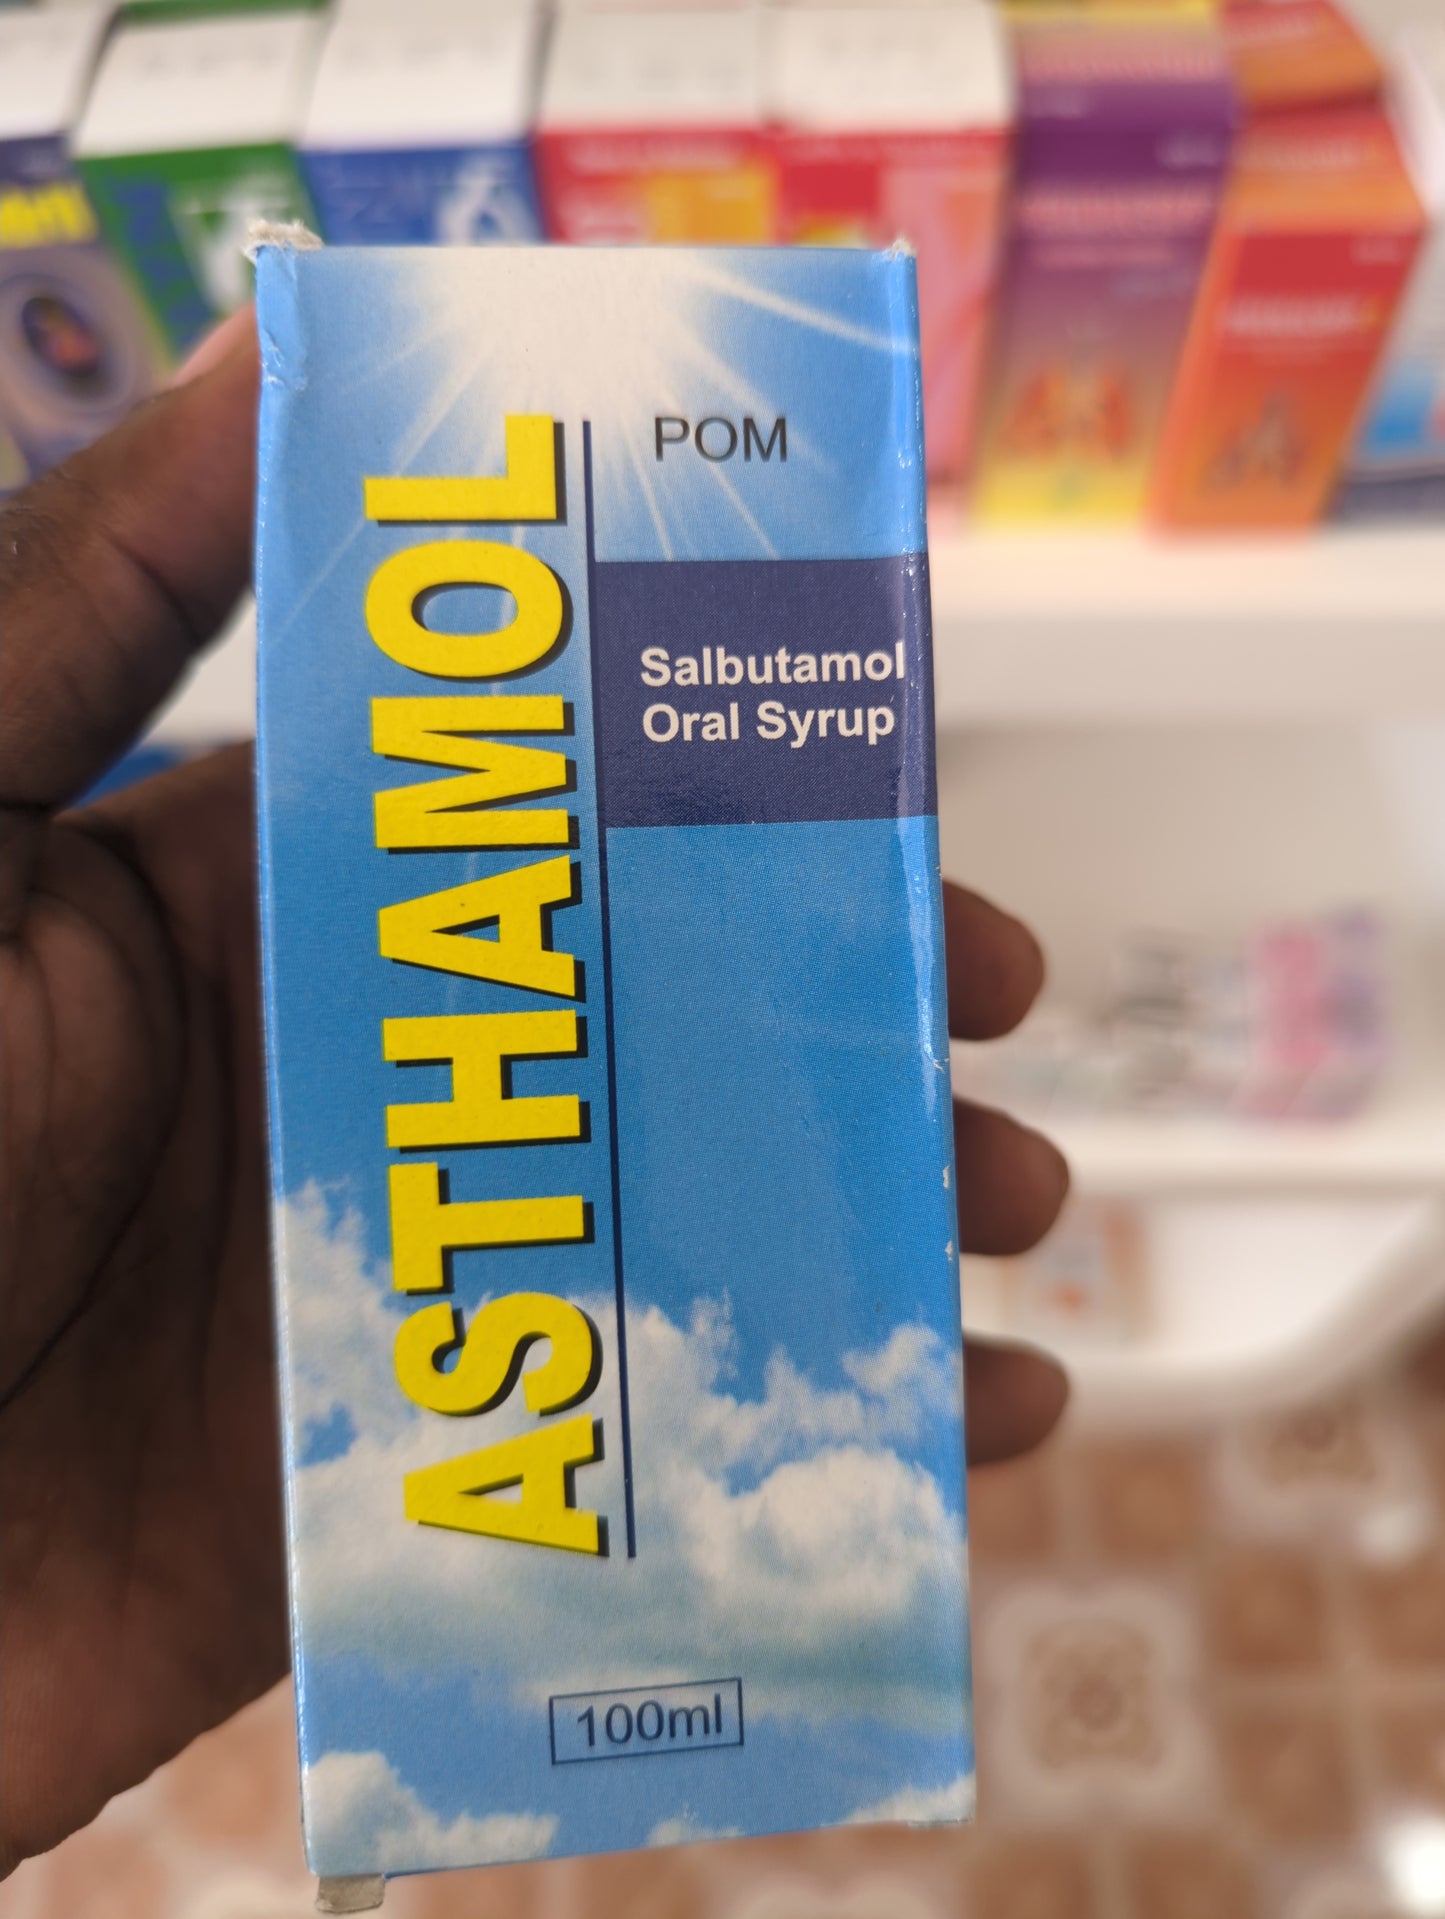 ASTHAMOL
POM
Salbutamol
Oral Syrup
100ml